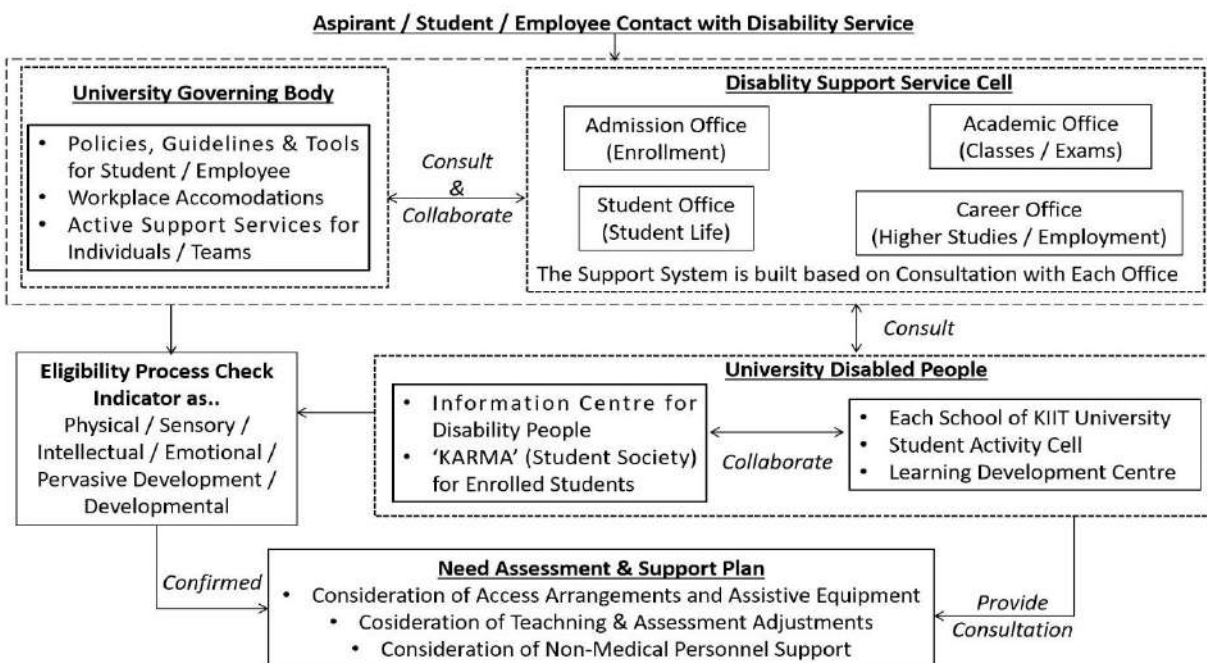 Aspirant / Student / Employee Contact with Disability Service
University Governing Body
• Policies, Guidelines & Tools
for Student / Employee
• Workplace Accomodations
• Active Support Services for
Individuals / Teams
Consult
&
Collaborate
Disablity Support Service Cell
Admission Office
(Enrollment)
Academic Office
(Classes / Exams)
Student Office
(Student Life)
Career Office
(Higher Studies / Employment)
The Support System is built based on Consultation with Each Office
Consult
Eligibility Process Check
Indicator as..
Physical / Sensory /
Intellectual / Emotional /
Pervasive Development /
Developmental
University Disabled People
• Information Centre for
Disability People
• 'KARMA' (Student Society)
for Enrolled Students
Collaborate
• Each School of KIIT University
• Student Activity Cell
• Learning Development Centre
Confirmed
Need Assessment & Support Plan
• Consideration of Access Arrangements and Assistive Equipment
• Cosideration of Teachning & Assessment Adjustments
• Consideration of Non-Medical Personnel Support
Provide
Consultation